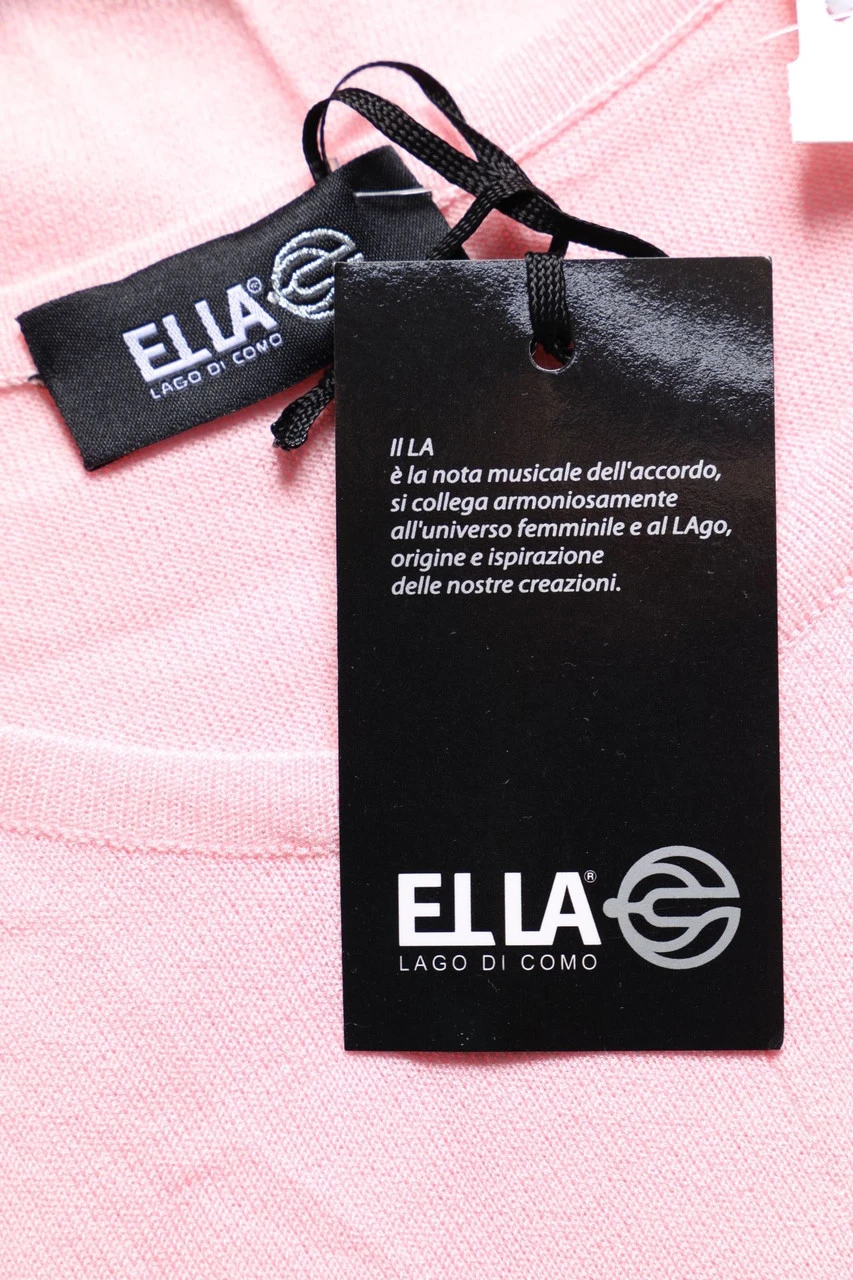 ELLA®
LAGO DI COMO
Il LA
è la nota musicale dell'accordo,
si collega armoniosamente
all'universo femminile e al LAgo,
origine e ispirazione
delle nostre creazioni.
ELLA®
LAGO DI COMO